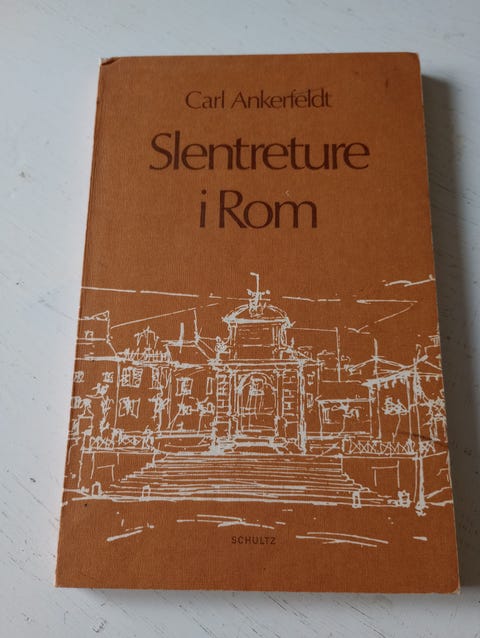 Carl Ankerfeldt
Slentreture
i Rom
SCHULTZ